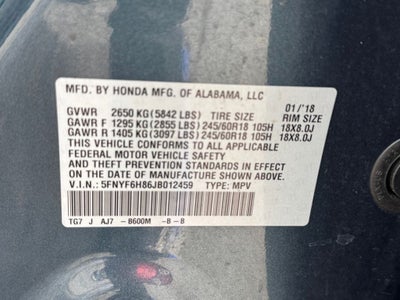 MFD. BY HONDA MFG. OF ALABAMA, LLC 01/'18
GVWR 2650 KG (5842 LBS) TIRE SIZE RIM SIZE
GAWR F 1295 KG (2855 LBS) 245/60R18 105H 18X8.0J
GAWR R 1405 KG (3097 LBS) 245/60R18 105H 18X8.0J
THIS VEHICLE CONFORMS TO ALL APPLICABLE
FEDERAL MOTOR VEHICLE SAFETY
AND THEFT PREVENTION STANDARDS IN EFFECT
ON THE DATE OF MANUFACTURE SHOWN ABOVE.
V.I.N.: 5FNYF6H86JB012459 TYPE: MPV
TG7 J AJ7 -8600M -8-8